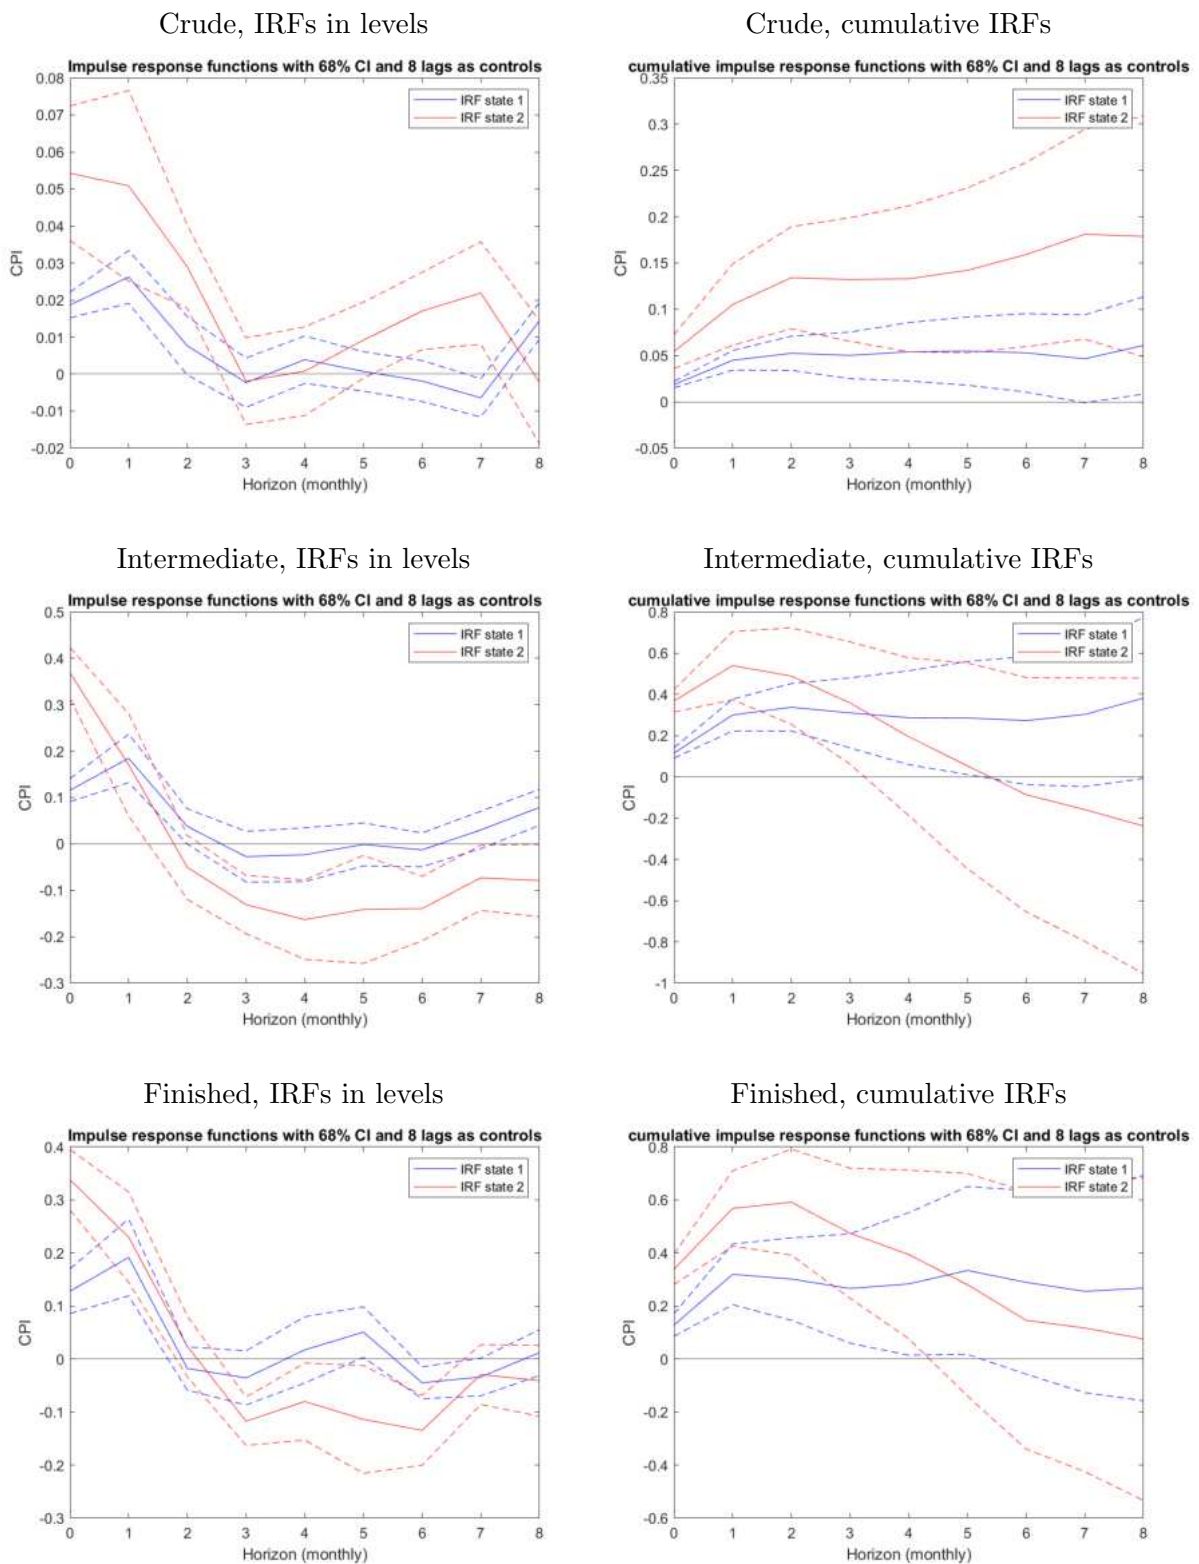 Crude, IRFs in levels
Crude, cumulative IRFs
Impulse response functions with 68% CI and 8 lags as controls
IRF state 1
IRF state 2
0.08
0.07
0.06
0.05
0.04
0.03
0.02
0.01
0
-0.01
-0.02
CPI
0 1 2 3 4 5 6 7 8
Horizon (monthly)
cumulative impulse response functions with 68% CI and 8 lags as controls
IRF state 1
IRF state 2
0.35
0.3
0.25
0.2
0.15
0.1
0.05
0
-0.05
CPI
0 1 2 3 4 5 6 7 8
Horizon (monthly)
Intermediate, IRFs in levels
Intermediate, cumulative IRFs
Impulse response functions with 68% CI and 8 lags as controls
IRF state 1
IRF state 2
0.5
0.4
0.3
0.2
0.1
0
-0.1
-0.2
-0.3
CPI
0 1 2 3 4 5 6 7 8
Horizon (monthly)
cumulative impulse response functions with 68% CI and 8 lags as controls
IRF state 1
IRF state 2
0.8
0.6
0.4
0.2
0
-0.2
-0.4
-0.6
-0.8
-1
CPI
0 1 2 3 4 5 6 7 8
Horizon (monthly)
Finished, IRFs in levels
Finished, cumulative IRFs
Impulse response functions with 68% CI and 8 lags as controls
IRF state 1
IRF state 2
0.4
0.3
0.2
0.1
0
-0.1
-0.2
-0.3
CPI
0 1 2 3 4 5 6 7 8
Horizon (monthly)
cumulative impulse response functions with 68% CI and 8 lags as controls
IRF state 1
IRF state 2
0.8
0.6
0.4
0.2
0
-0.2
-0.4
-0.6
CPI
0 1 2 3 4 5 6 7 8
Horizon (monthly)